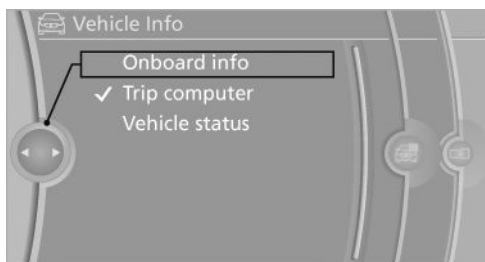 Vehicle Info
Onboard info
Trip computer
Vehicle status